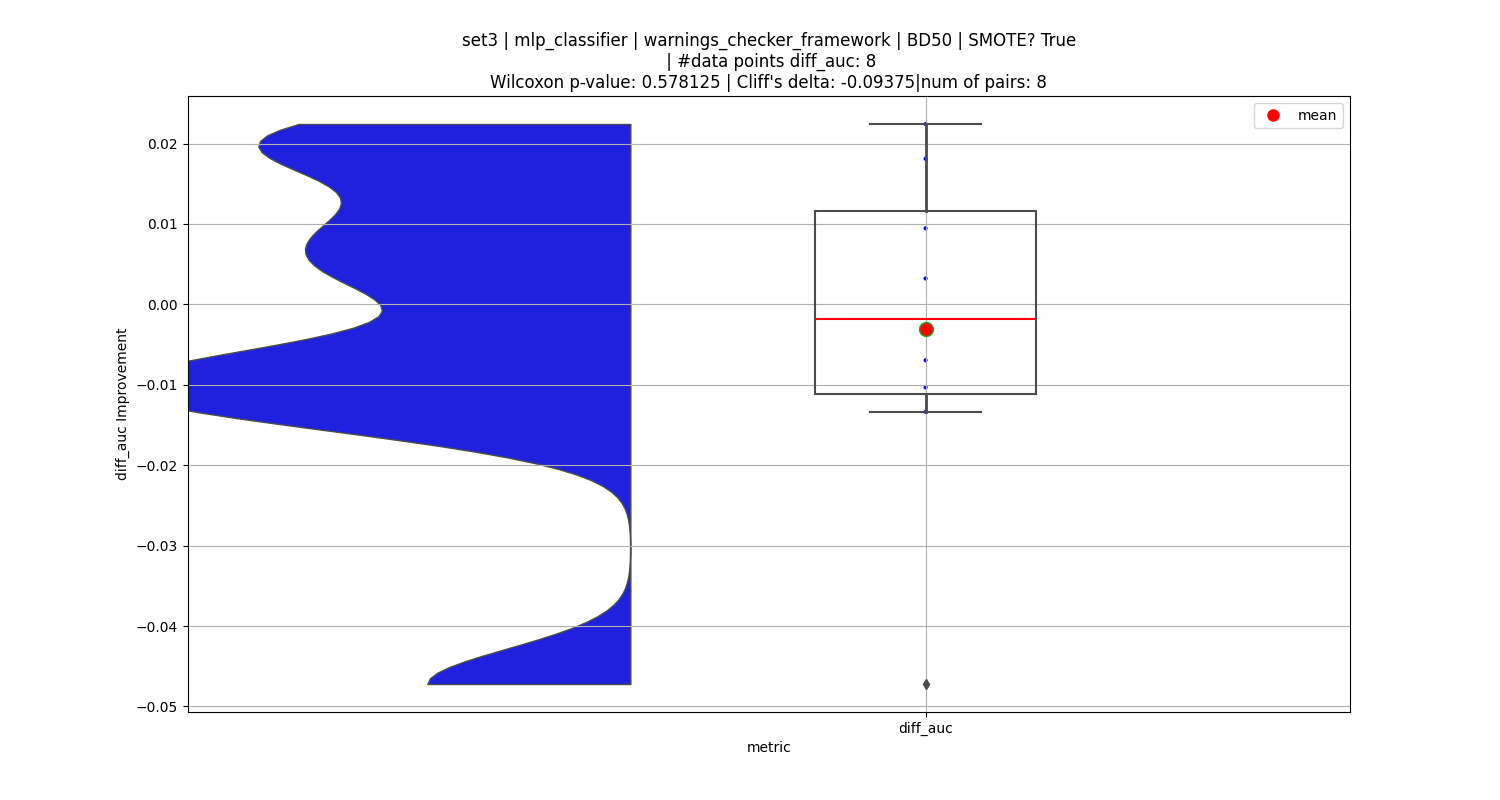 set3 | mlp_classifier | warnings_checker_framework | BD50 | SMOTE? True
| #data points diff_auc: 8
Wilcoxon p-value: 0.578125 | Cliff's delta: -0.09375|num of pairs: 8
mean
0.02
0.01
0.00
−0.01
−0.02
−0.03
−0.04
−0.05
diff_auc Improvement
diff_auc
metric